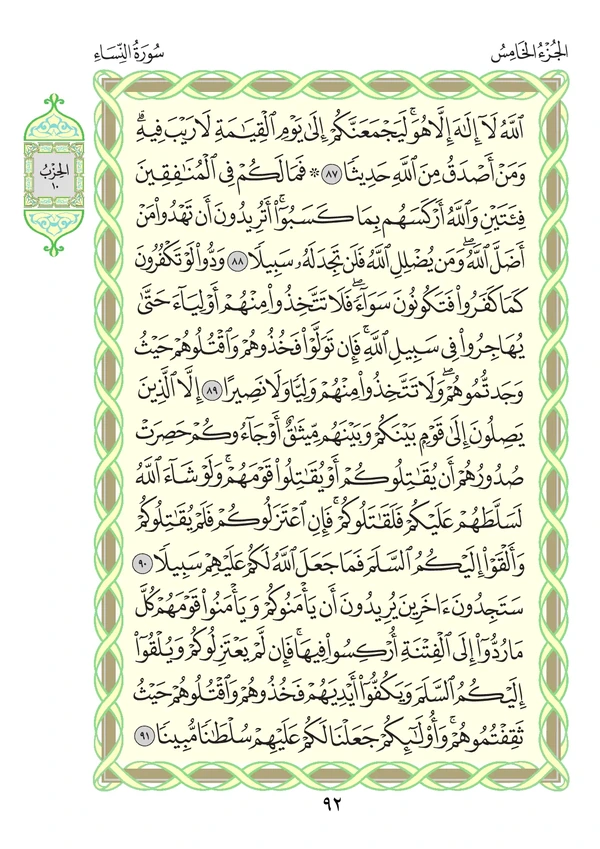 الجُزْءُ الخَامِسُ
سُورَةُ النِّسَاءِ
الحِزْبُ
١٠
ٱللَّهُ لَآ إِلَٰهَ إِلَّا هُوَۚ لَيَجْمَعَنَّكُمْ إِلَىٰ يَوْمِ ٱلْقِيَٰمَةِ لَا رَيْبَ فِيهِۗ
وَمَنْ أَصْدَقُ مِنَ ٱللَّهِ حَدِيثًا ٨٧ ۞ فَمَا لَكُمْ فِي ٱلْمُنَٰفِقِينَ
فِئَتَيْنِ وَٱللَّهُ أَرْكَسَهُم بِمَا كَسَبُوٓا۟ۚ أَتُرِيدُونَ أَن تَهْدُوا۟ مَنْ
أَضَلَّ ٱللَّهُۖ وَمَن يُضْلِلِ ٱللَّهُ فَلَن تَجِدَ لَهُۥ سَبِيلًا ٨٨ وَدُّوا۟ لَوْ تَكْفُرُونَ
كَمَا كَفَرُوا۟ فَتَكُونُونَ سَوَآءًۖ فَلَا تَتَّخِذُوا۟ مِنْهُمْ أَوْلِيَآءَ حَتَّىٰ
يُهَاجِرُوا۟ فِي سَبِيلِ ٱللَّهِۚ فَإِن تَوَلَّوْا۟ فَخُذُوهُمْ وَٱقْتُلُوهُمْ حَيْثُ
وَجَدتُّمُوهُمْۖ وَلَا تَتَّخِذُوا۟ مِنْهُمْ وَلِيًّا وَلَا نَصِيرًا ٨٩ إِلَّا ٱلَّذِينَ
يَصِلُونَ إِلَىٰ قَوْمٍۭ بَيْنَكُمْ وَبَيْنَهُم مِّيثَٰقٌ أَوْ جَآءُوكُمْ حَصِرَتْ
صُدُورُهُمْ أَن يُقَٰتِلُوكُمْ أَوْ يُقَٰتِلُوا۟ قَوْمَهُمْۚ وَلَوْ شَآءَ ٱللَّهُ
لَسَلَّطَهُمْ عَلَيْكُمْ فَلَقَٰتَلُوكُمْۚ فَإِنِ ٱعْتَزَلُوكُمْ فَلَمْ يُقَٰتِلُوكُمْ
وَأَلْقَوْا۟ إِلَيْكُمُ ٱلسَّلَمَ فَمَا جَعَلَ ٱللَّهُ لَكُمْ عَلَيْهِمْ سَبِيلًا ٩٠
سَتَجِدُونَ ءَاخَرِينَ يُرِيدُونَ أَن يَأْمَنُوكُمْ وَيَأْمَنُوا۟ قَوْمَهُمْ كُلَّ
مَا رُدُّوٓا۟ إِلَى ٱلْفِتْنَةِ أُرْكِسُوا۟ فِيهَاۚ فَإِن لَّمْ يَعْتَزِلُوكُمْ وَيُلْقُوٓا۟
إِلَيْكُمُ ٱلسَّلَمَ وَيَكُفُّوٓا۟ أَيْدِيَهُمْ فَخُذُوهُمْ وَٱقْتُلُوهُمْ حَيْثُ
ثَقِفْتُمُوهُمْۚ وَأُو۟لَٰٓئِكُمْ جَعَلْنَا لَكُمْ عَلَيْهِمْ سُلْطَٰنًا مُّبِينًا ٩١
٩٢